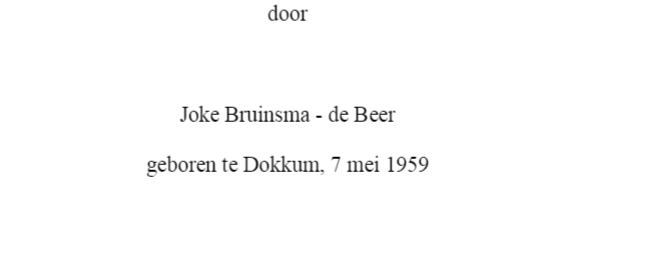 door
Joke Bruinsma - de Beer
geboren te Dokkum, 7 mei 1959